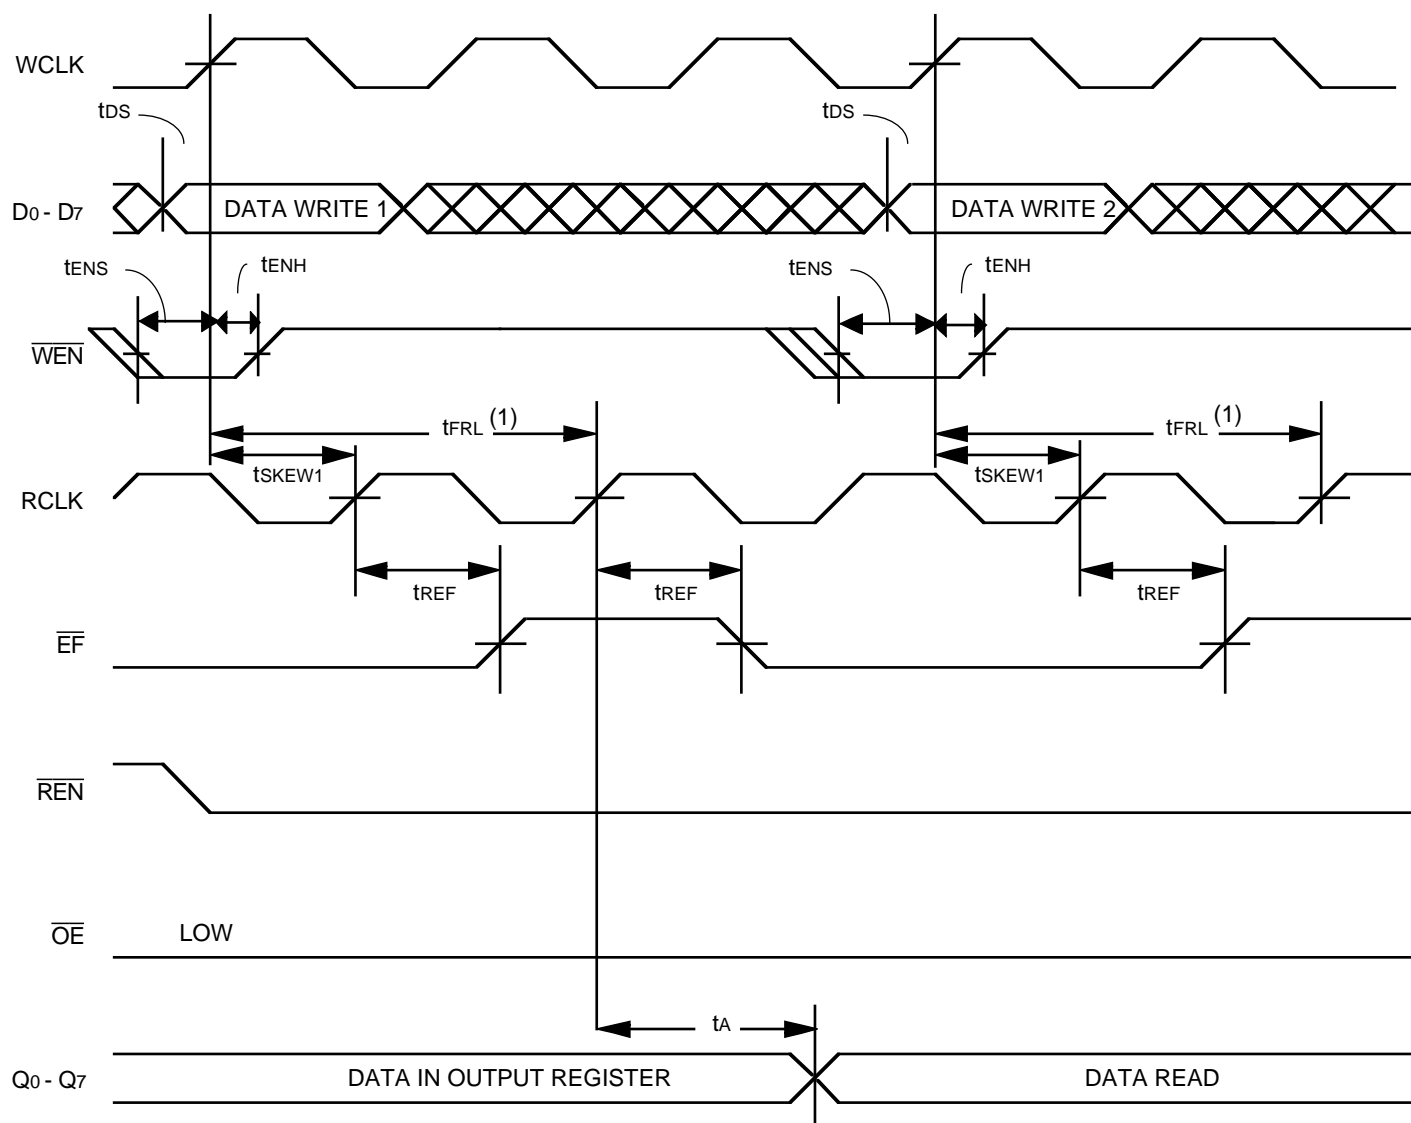 WCLK
tDS tDS
D0 - D7 DATA WRITE 1 DATA WRITE 2
tENS tENH tENS tENH
WEN
tFRL (1) tFRL (1)
tSKEW1 tSKEW1
RCLK
tREF tREF tREF
EF
REN
OE LOW
tA
Q0 - Q7 DATA IN OUTPUT REGISTER DATA READ